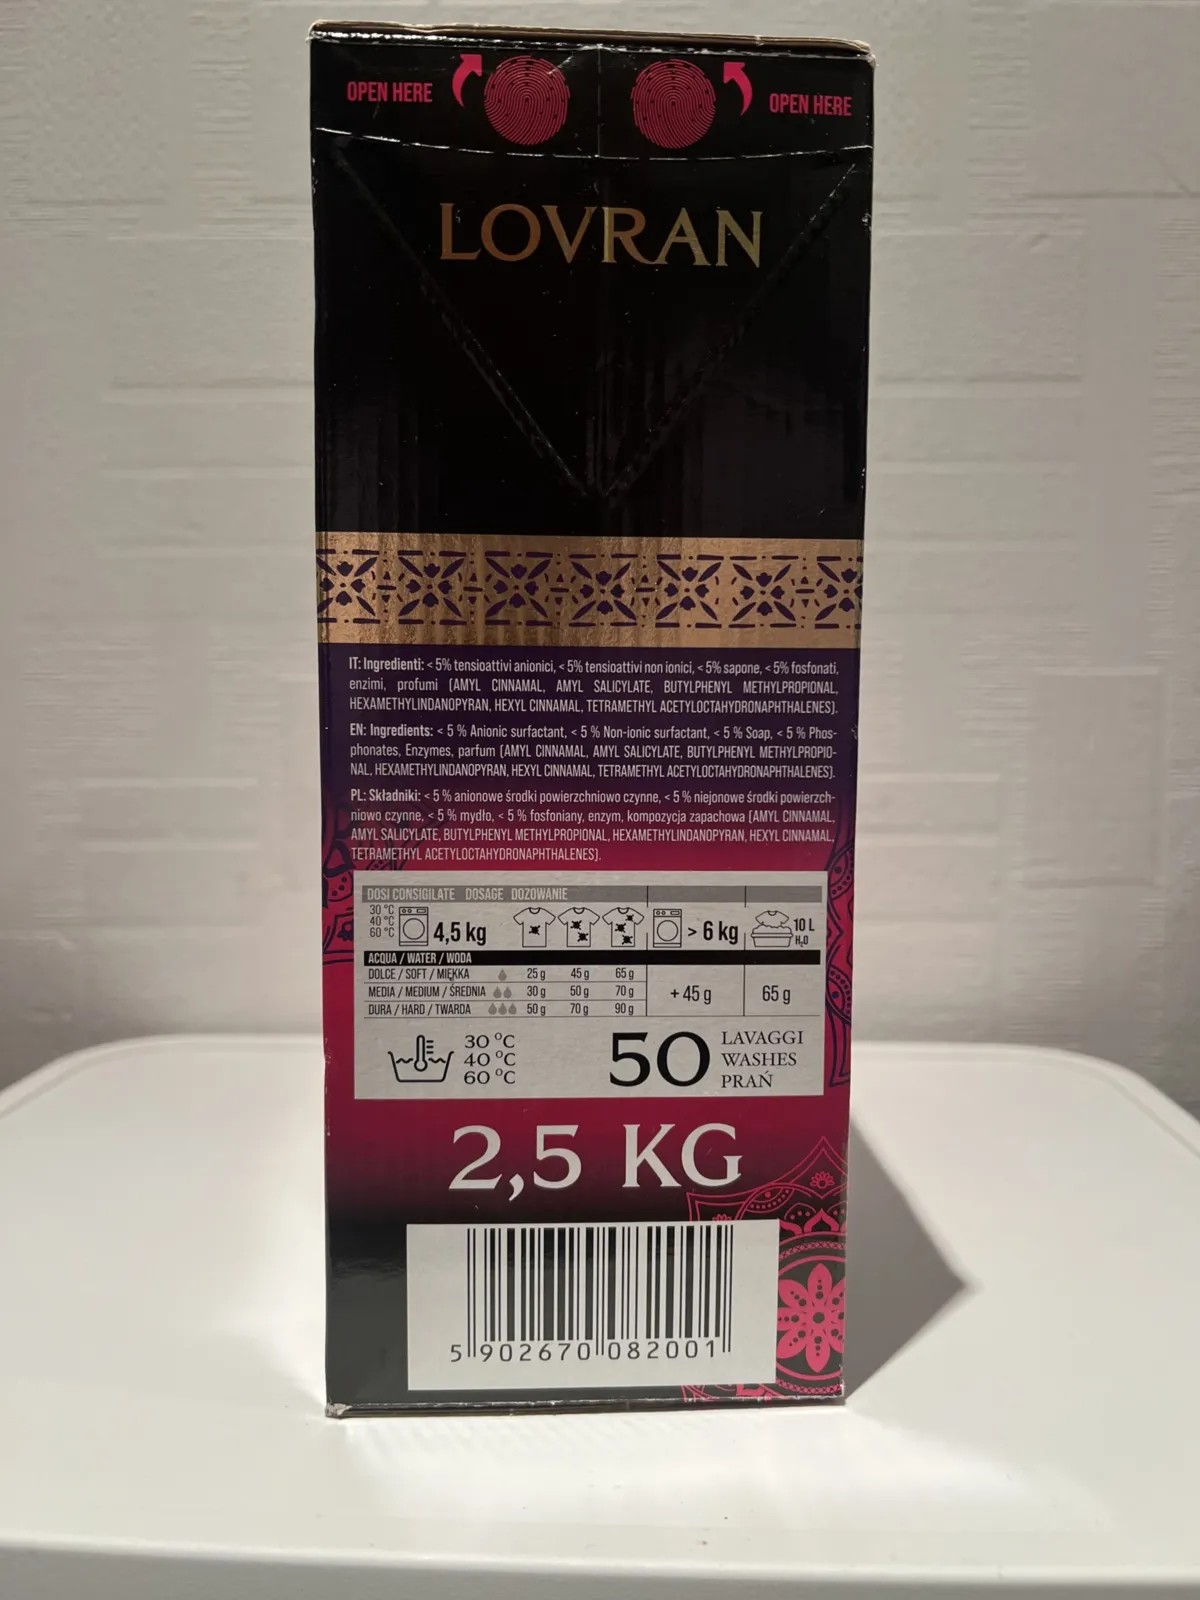 OPEN HERE OPEN HERE
LOVRAN
IT: Ingredienti: < 5% tensioattivi anionici, < 5% tensioattivi non ionici, < 5% sapone, < 5% fosfonati,
enzimi, profumi (AMYL CINNAMAL, AMYL SALICYLATE, BUTYLPHENYL METHYLPROPIONAL,
HEXAMETHYLINDANOPYRAN, HEXYL CINNAMAL, TETRAMETHYL ACETYLOCTAHYDRONAPHTHALENES).
EN: Ingredients: < 5 % Anionic surfactant, < 5 % Non-ionic surfactant, < 5 % Soap, < 5 % Phos-
phonates, Enzymes, parfum (AMYL CINNAMAL, AMYL SALICYLATE, BUTYLPHENYL METHYLPROPIO-
NAL, HEXAMETHYLINDANOPYRAN, HEXYL CINNAMAL, TETRAMETHYL ACETYLOCTAHYDRONAPHTHALENES).
PL: Składniki: < 5 % anionowe środki powierzchniowo czynne, < 5 % niejonowe środki powierzch-
niowo czynne, < 5 % mydło, < 5 % fosfoniany, enzym, kompozycja zapachowa (AMYL CINNAMAL,
AMYL SALICYLATE, BUTYLPHENYL METHYLPROPIONAL, HEXAMETHYLINDANOPYRAN, HEXYL CINNAMAL,
TETRAMETHYL ACETYLOCTAHYDRONAPHTHALENES).
DOSI CONSIGILATE DOSAGE DOZOWANIE
30 °C
40 °C
60 °C
4,5 kg > 6 kg 10 L
H₂O
ACQUA / WATER / WODA
DOLCE / SOFT / MIĘKKA 25 g 45 g 65 g
MEDIA / MEDIUM / ŚREDNIA 30 g 50 g 70 g + 45 g 65 g
DURA / HARD / TWARDA 50 g 70 g 90 g
30 °C
40 °C
60 °C
50 LAVAGGI
WASHES
PRAŃ
2,5 KG
5 902670 082001